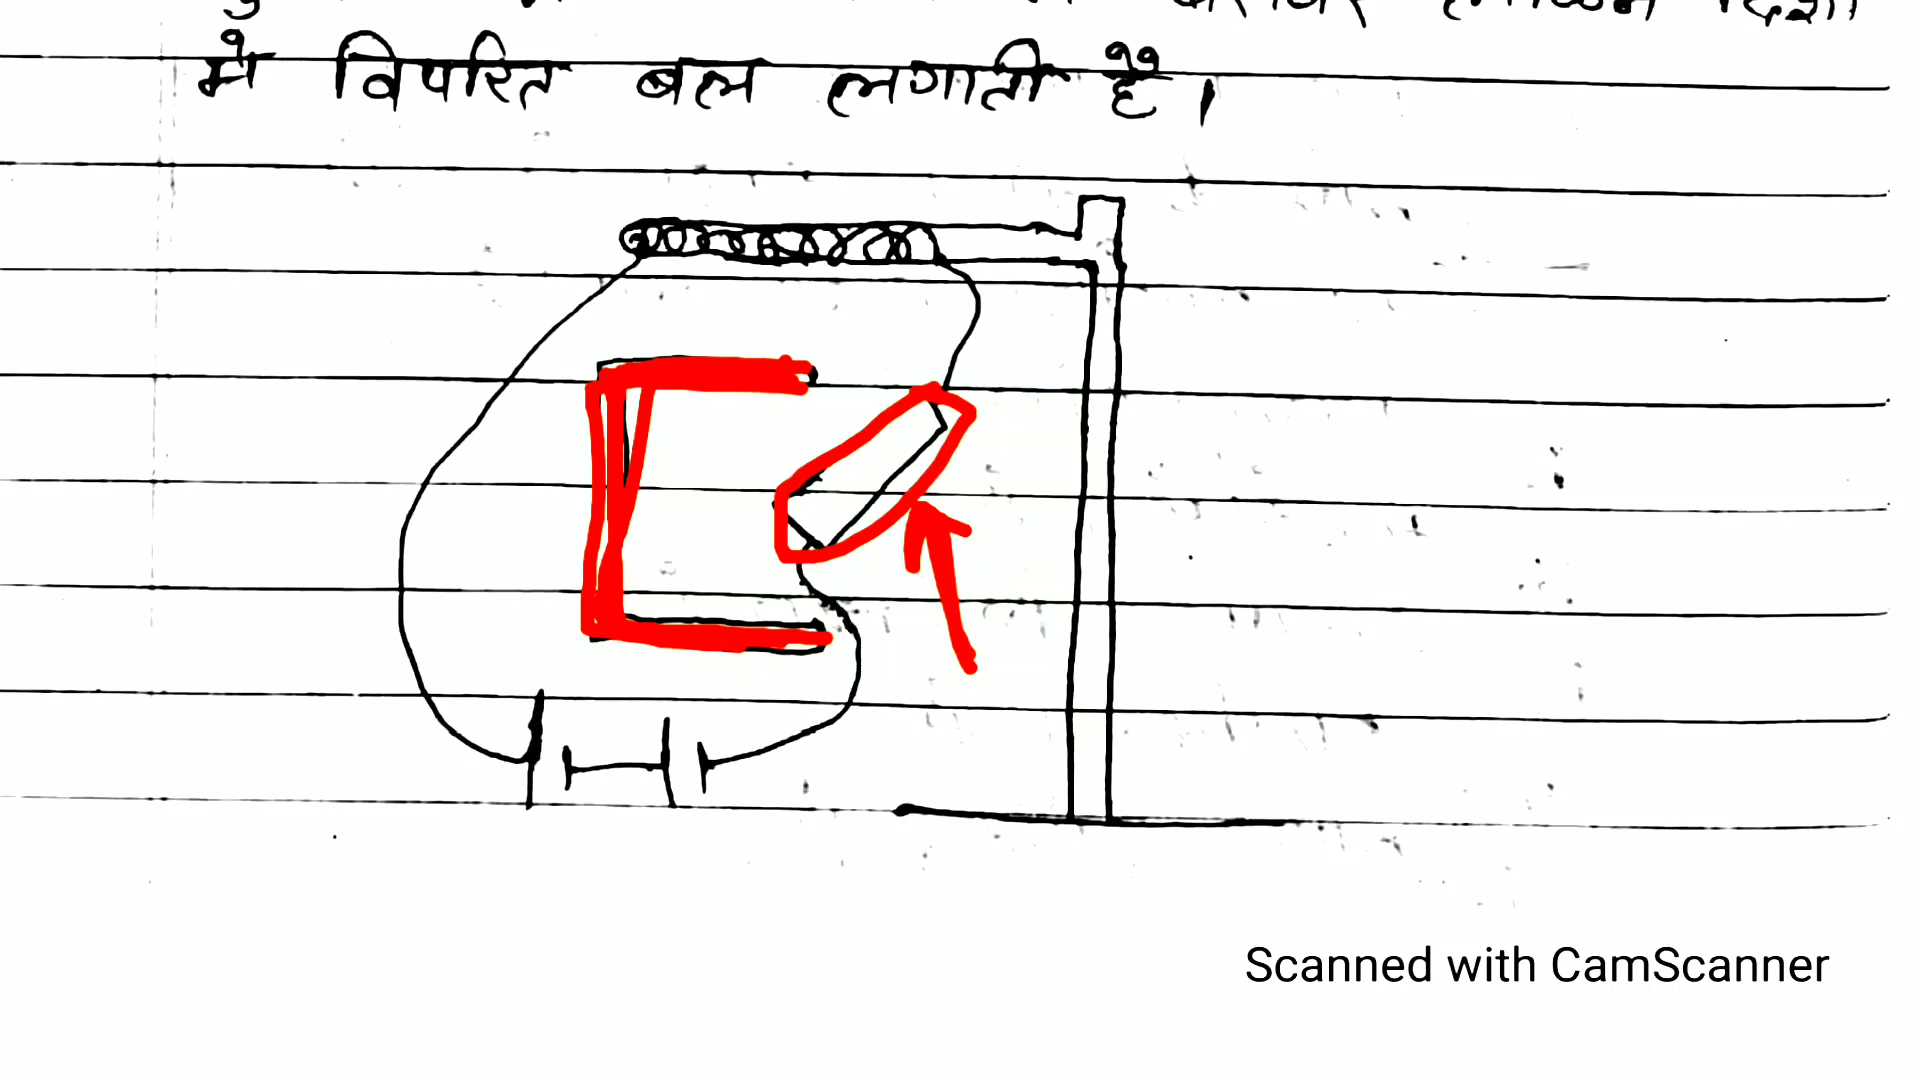 में विपरित बल लगाती हैं।
Scanned with CamScanner